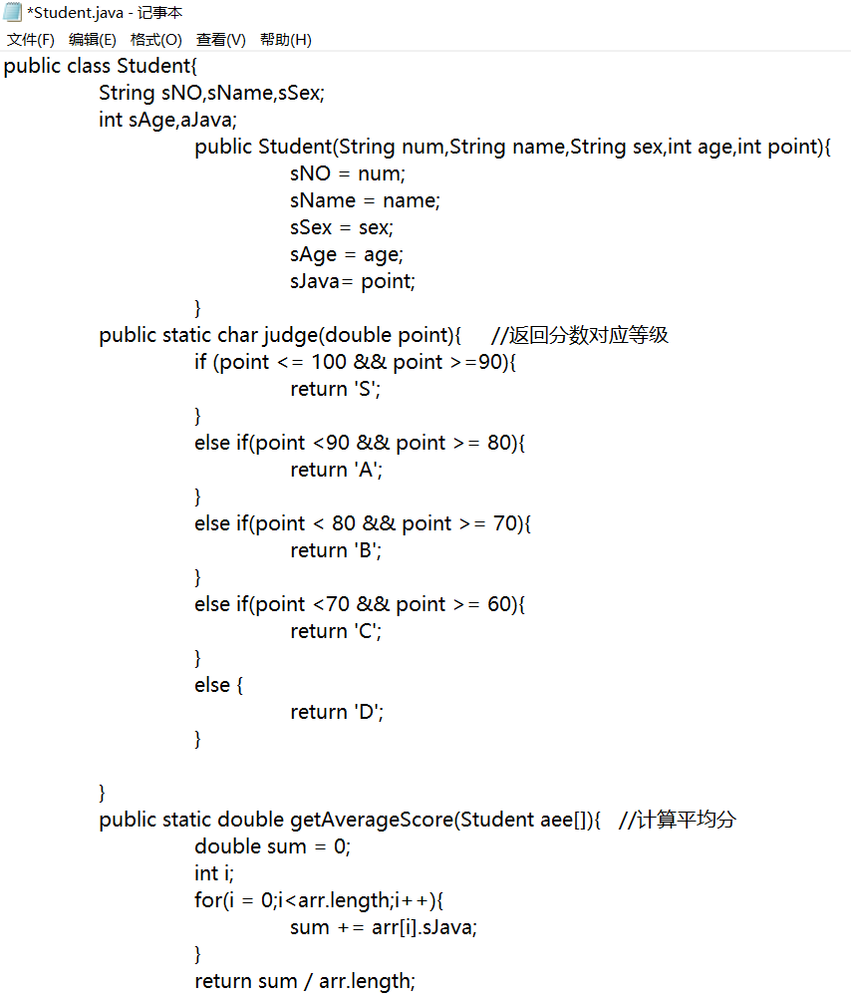 *Student.java - 记事本
文件(F) 编辑(E) 格式(O) 查看(V) 帮助(H)
public class Student{
String sNO,sName,sSex;
int sAge,aJava;
public Student(String num,String name,String sex,int age,int point){
sNO = num;
sName = name;
sSex = sex;
sAge = age;
sJava= point;
}
public static char judge(double point){ //返回分数对应等级
if (point <= 100 && point >=90){
return 'S';
}
else if(point <90 && point >= 80){
return 'A';
}
else if(point < 80 && point >= 70){
return 'B';
}
else if(point <70 && point >= 60){
return 'C';
}
else {
return 'D';
}
}
public static double getAverageScore(Student aee[]){ //计算平均分
double sum = 0;
int i;
for(i = 0;i<arr.length;i++){
sum += arr[i].sJava;
}
return sum / arr.length;